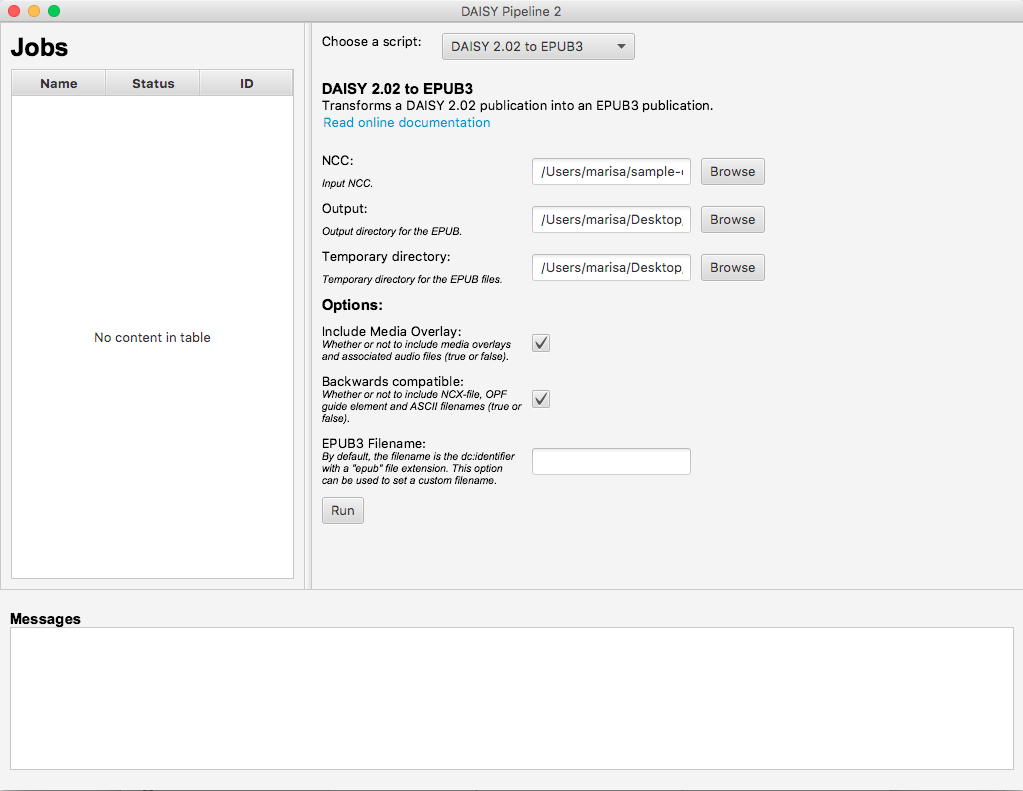 DAISY Pipeline 2
Jobs
Name Status ID
No content in table
Choose a script: DAISY 2.02 to EPUB3
DAISY 2.02 to EPUB3
Transforms a DAISY 2.02 publication into an EPUB3 publication.
Read online documentation
NCC:
Input NCC.
/Users/marisa/sample- Browse
Output:
Output directory for the EPUB.
/Users/marisa/Desktop Browse
Temporary directory:
Temporary directory for the EPUB files.
/Users/marisa/Desktop Browse
Options:
Include Media Overlay:
Whether or not to include media overlays
and associated audio files (true or false).
Backwards compatible:
Whether or not to include NCX-file, OPF
guide element and ASCII filenames (true or
false).
EPUB3 Filename:
By default, the filename is the dc:identifier
with a "epub" file extension. This option
can be used to set a custom filename.
Run
Messages